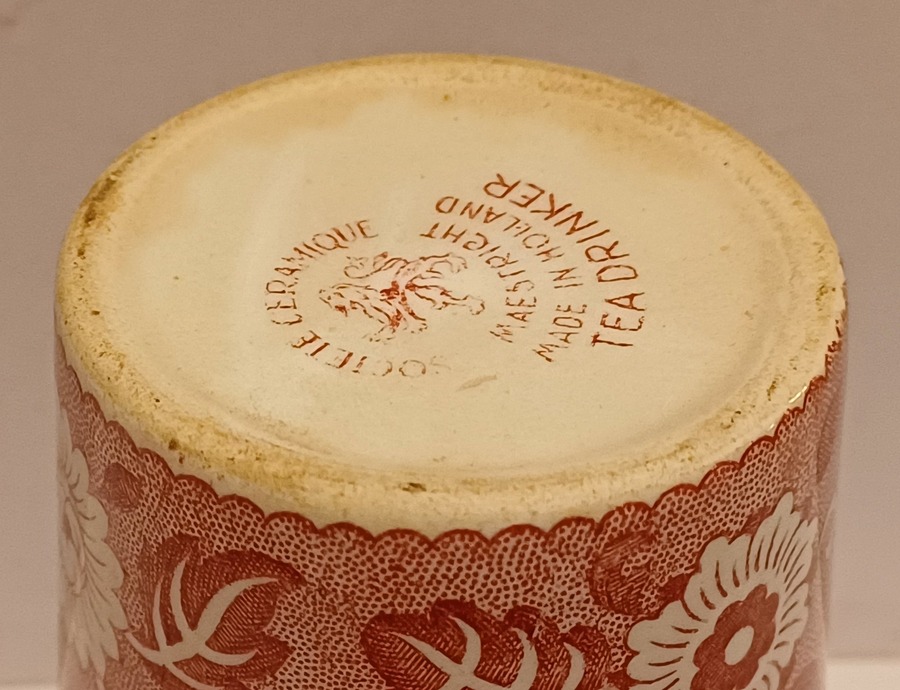 SOCIETE CERAMIQUE
MAESTRICHT
MADE IN HOLLAND
TEA DRINKER